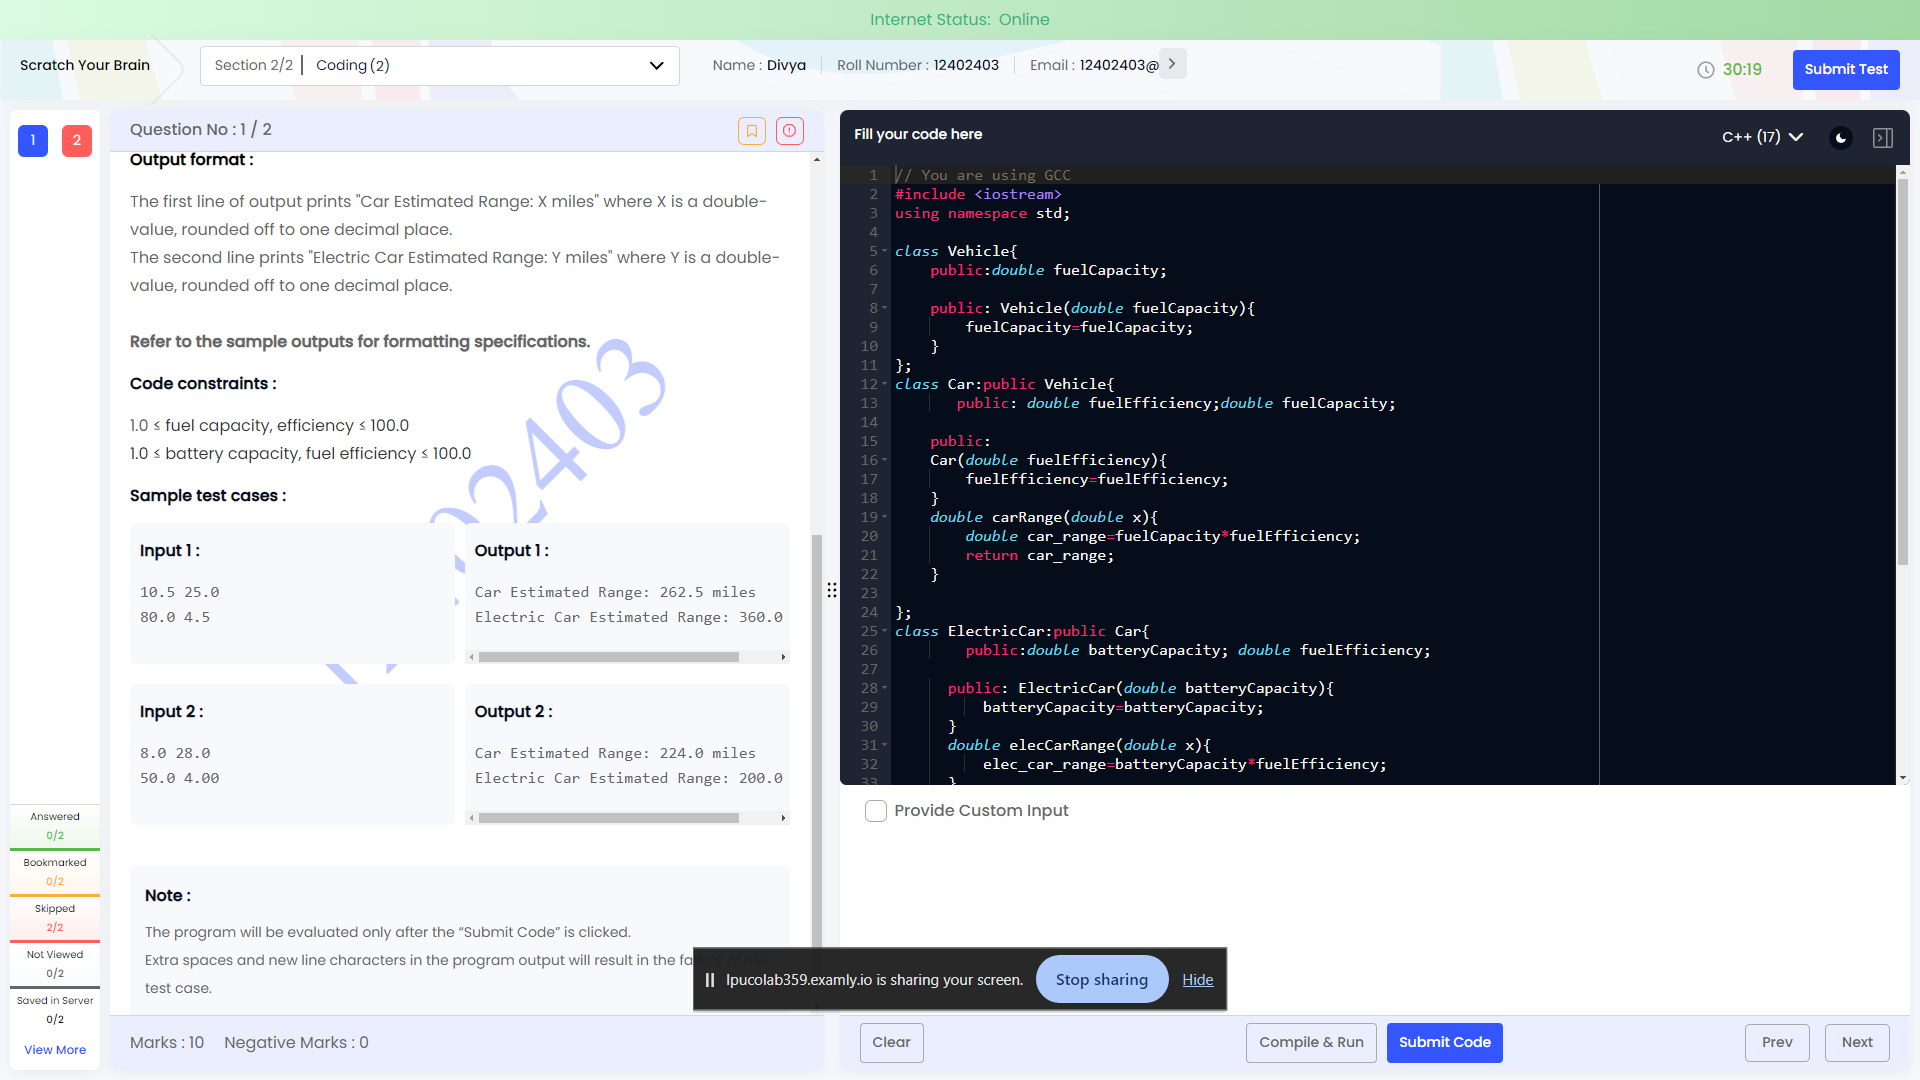 Internet Status: Online
Scratch Your Brain
Section 2/2 | Coding (2)
Name : Divya
Roll Number : 12402403
Email : 12402403@
30:19
Submit Test
1
2
Question No : 1 / 2
Output format :
The first line of output prints "Car Estimated Range: X miles" where X is a double-
value, rounded off to one decimal place.
The second line prints "Electric Car Estimated Range: Y miles" where Y is a double-
value, rounded off to one decimal place.
Refer to the sample outputs for formatting specifications.
Code constraints :
1.0 ≤ fuel capacity, efficiency ≤ 100.0
1.0 ≤ battery capacity, fuel efficiency ≤ 100.0
Sample test cases :
Input 1 :
10.5 25.0
80.0 4.5
Output 1 :
Car Estimated Range: 262.5 miles
Electric Car Estimated Range: 360.0
Input 2 :
8.0 28.0
50.0 4.00
Output 2 :
Car Estimated Range: 224.0 miles
Electric Car Estimated Range: 200.0
Note :
The program will be evaluated only after the “Submit Code” is clicked.
Extra spaces and new line characters in the program output will result in the
test case.
Marks : 10
Negative Marks : 0
Answered
0/2
Bookmarked
0/2
Skipped
2/2
Not Viewed
0/2
Saved in Server
0/2
View More
Fill your code here
C++ (17)
1 // You are using GCC
2 #include <iostream>
3 using namespace std;
4
5 class Vehicle{
6 public:double fuelCapacity;
7
8 public: Vehicle(double fuelCapacity){
9 fuelCapacity=fuelCapacity;
10 }
11 };
12 class Car:public Vehicle{
13 public: double fuelEfficiency;double fuelCapacity;
14
15 public:
16 Car(double fuelEfficiency){
17 fuelEfficiency=fuelEfficiency;
18 }
19 double carRange(double x){
20 double car_range=fuelCapacity*fuelEfficiency;
21 return car_range;
22 }
23
24 };
25 class ElectricCar:public Car{
26 public:double batteryCapacity; double fuelEfficiency;
27
28 public: ElectricCar(double batteryCapacity){
29 batteryCapacity=batteryCapacity;
30 }
31 double elecCarRange(double x){
32 elec_car_range=batteryCapacity*fuelEfficiency;
33 }
Provide Custom Input
lpucolab359.examly.io is sharing your screen.
Stop sharing
Hide
Clear
Compile & Run
Submit Code
Prev
Next